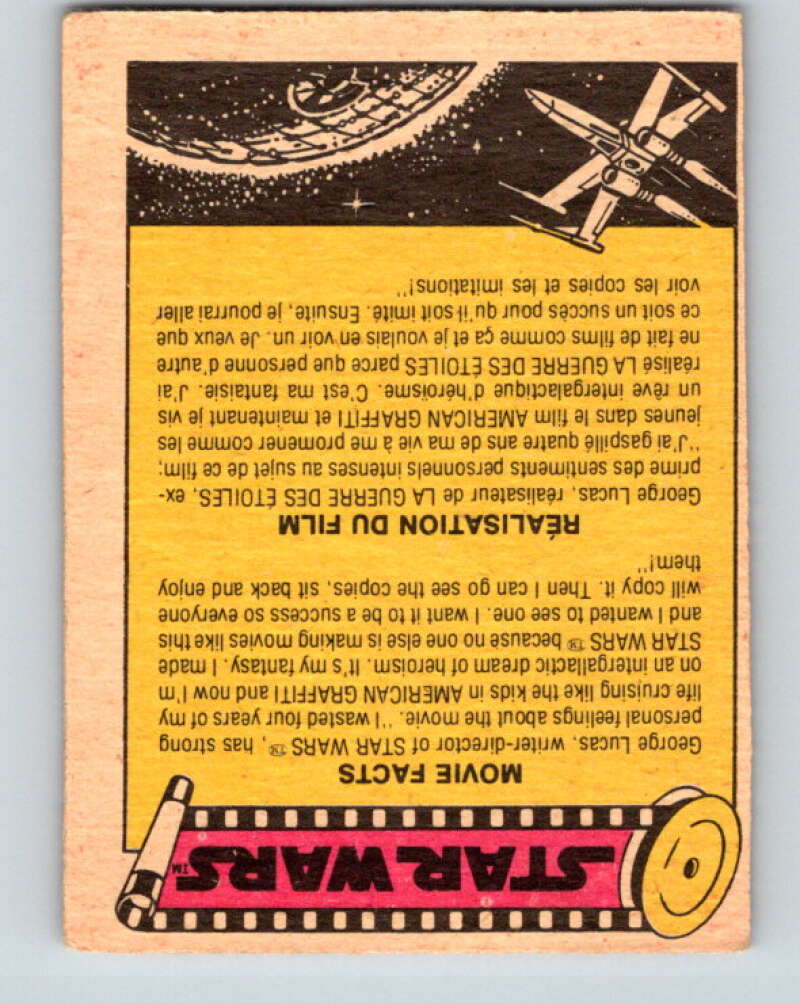 STAR WARS™
MOVIE FACTS
George Lucas, writer-director of STAR WARS ™, has strong
personal feelings about the movie. "I wasted four years of my
life cruising like the kids in AMERICAN GRAFFITI and now I'm
on an intergallactic dream of heroism. It's my fantasy. I made
STAR WARS ™ because no one else is making movies like this
and I wanted to see one. I want it to be a success so everyone
will copy it. Then I can go see the copies, sit back and enjoy
them!"
RÉALISATION DU FILM
George Lucas, réalisateur de LA GUERRE DES ÉTOILES, ex-
prime des sentiments personnels intenses au sujet de ce film;
"J'ai gaspillé quatre ans de ma vie à me promener comme les
jeunes dans le film AMERICAN GRAFFITI et maintenant je vis
un rêve intergalactique d'héroïsme. C'est ma fantaisie. J'ai
réalisé LA GUERRE DES ÉTOILES parce que personne d'autre
ne fait de films comme ça et je voulais en voir un. Je veux que
ce soit un succès pour qu'il soit imité. Ensuite, je pourrai aller
voir les copies et les imitations!"